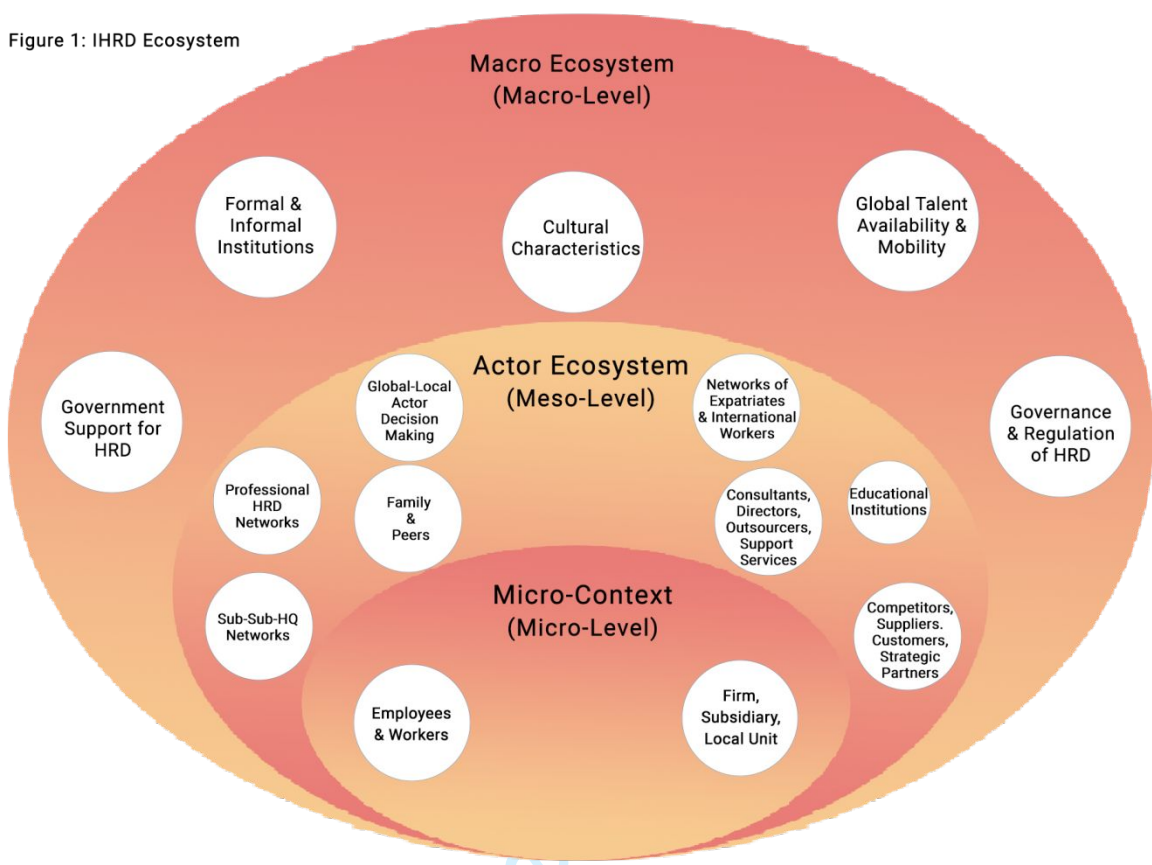 Figure 1: IHRD Ecosystem
Macro Ecosystem
(Macro-Level)
Formal &
Informal
Institutions
Cultural
Characteristics
Global Talent
Availability &
Mobility
Government
Support for
HRD
Governance
& Regulation
of HRD
Actor Ecosystem
(Meso-Level)
Global-Local
Actor
Decision
Making
Networks of
Expatriates
& International
Workers
Professional
HRD
Networks
Family
&
Peers
Consultants,
Directors,
Outsourcers,
Support
Services
Educational
Institutions
Sub-Sub-HQ
Networks
Competitors,
Suppliers.
Customers,
Strategic
Partners
Micro-Context
(Micro-Level)
Employees
& Workers
Firm,
Subsidiary,
Local Unit